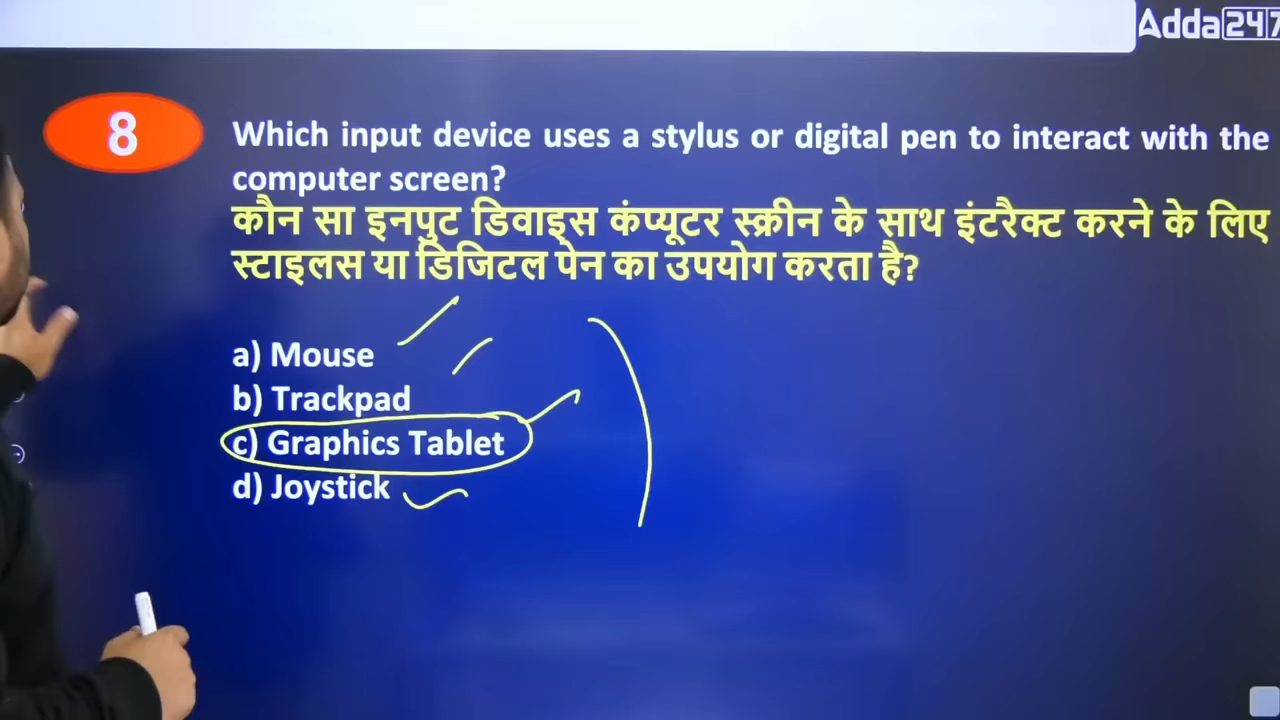 Adda247
8
Which input device uses a stylus or digital pen to interact with the
computer screen?
कौन सा इनपुट डिवाइस कंप्यूटर स्क्रीन के साथ इंटरैक्ट करने के लिए
स्टाइलस या डिजिटल पेन का उपयोग करता है?
a) Mouse
b) Trackpad
c) Graphics Tablet
d) Joystick